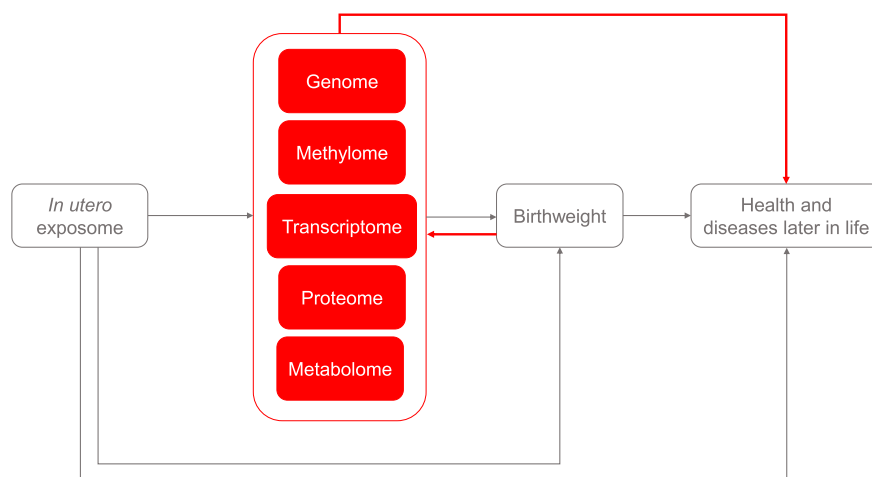 In utero
exposome
Genome
Methylome
Transcriptome
Proteome
Metabolome
Birthweight
Health and
diseases later in life